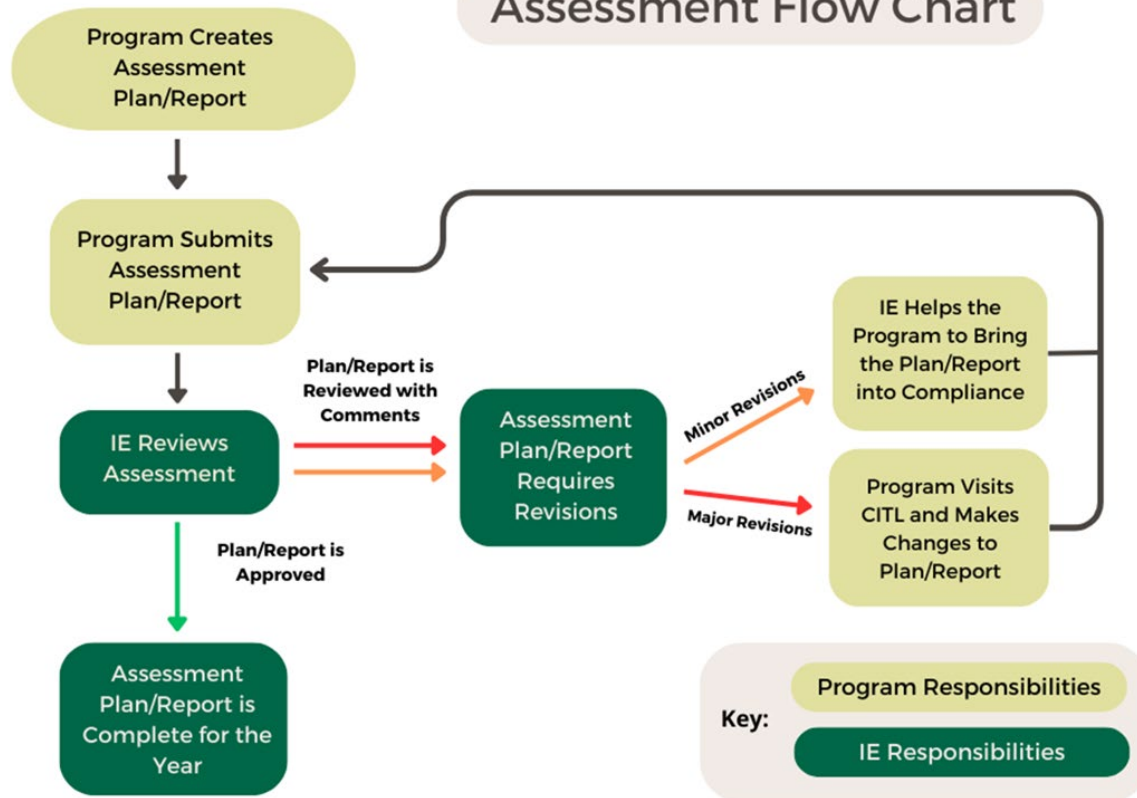 Assessment Flow Chart
Program Creates
Assessment
Plan/Report
Program Submits
Assessment
Plan/Report
IE Reviews
Assessment
Plan/Report is
Reviewed with
Comments
Plan/Report is
Approved
Assessment
Plan/Report is
Complete for the
Year
Assessment
Plan/Report
Requires
Revisions
Minor Revisions
Major Revisions
IE Helps the
Program to Bring
the Plan/Report
into Compliance
Program Visits
CITL and Makes
Changes to
Plan/Report
Key:
Program Responsibilities
IE Responsibilities